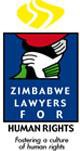 ZIMBABWE
LAWYERS
FOR
HUMAN RIGHTS
Fostering a culture
of human rights